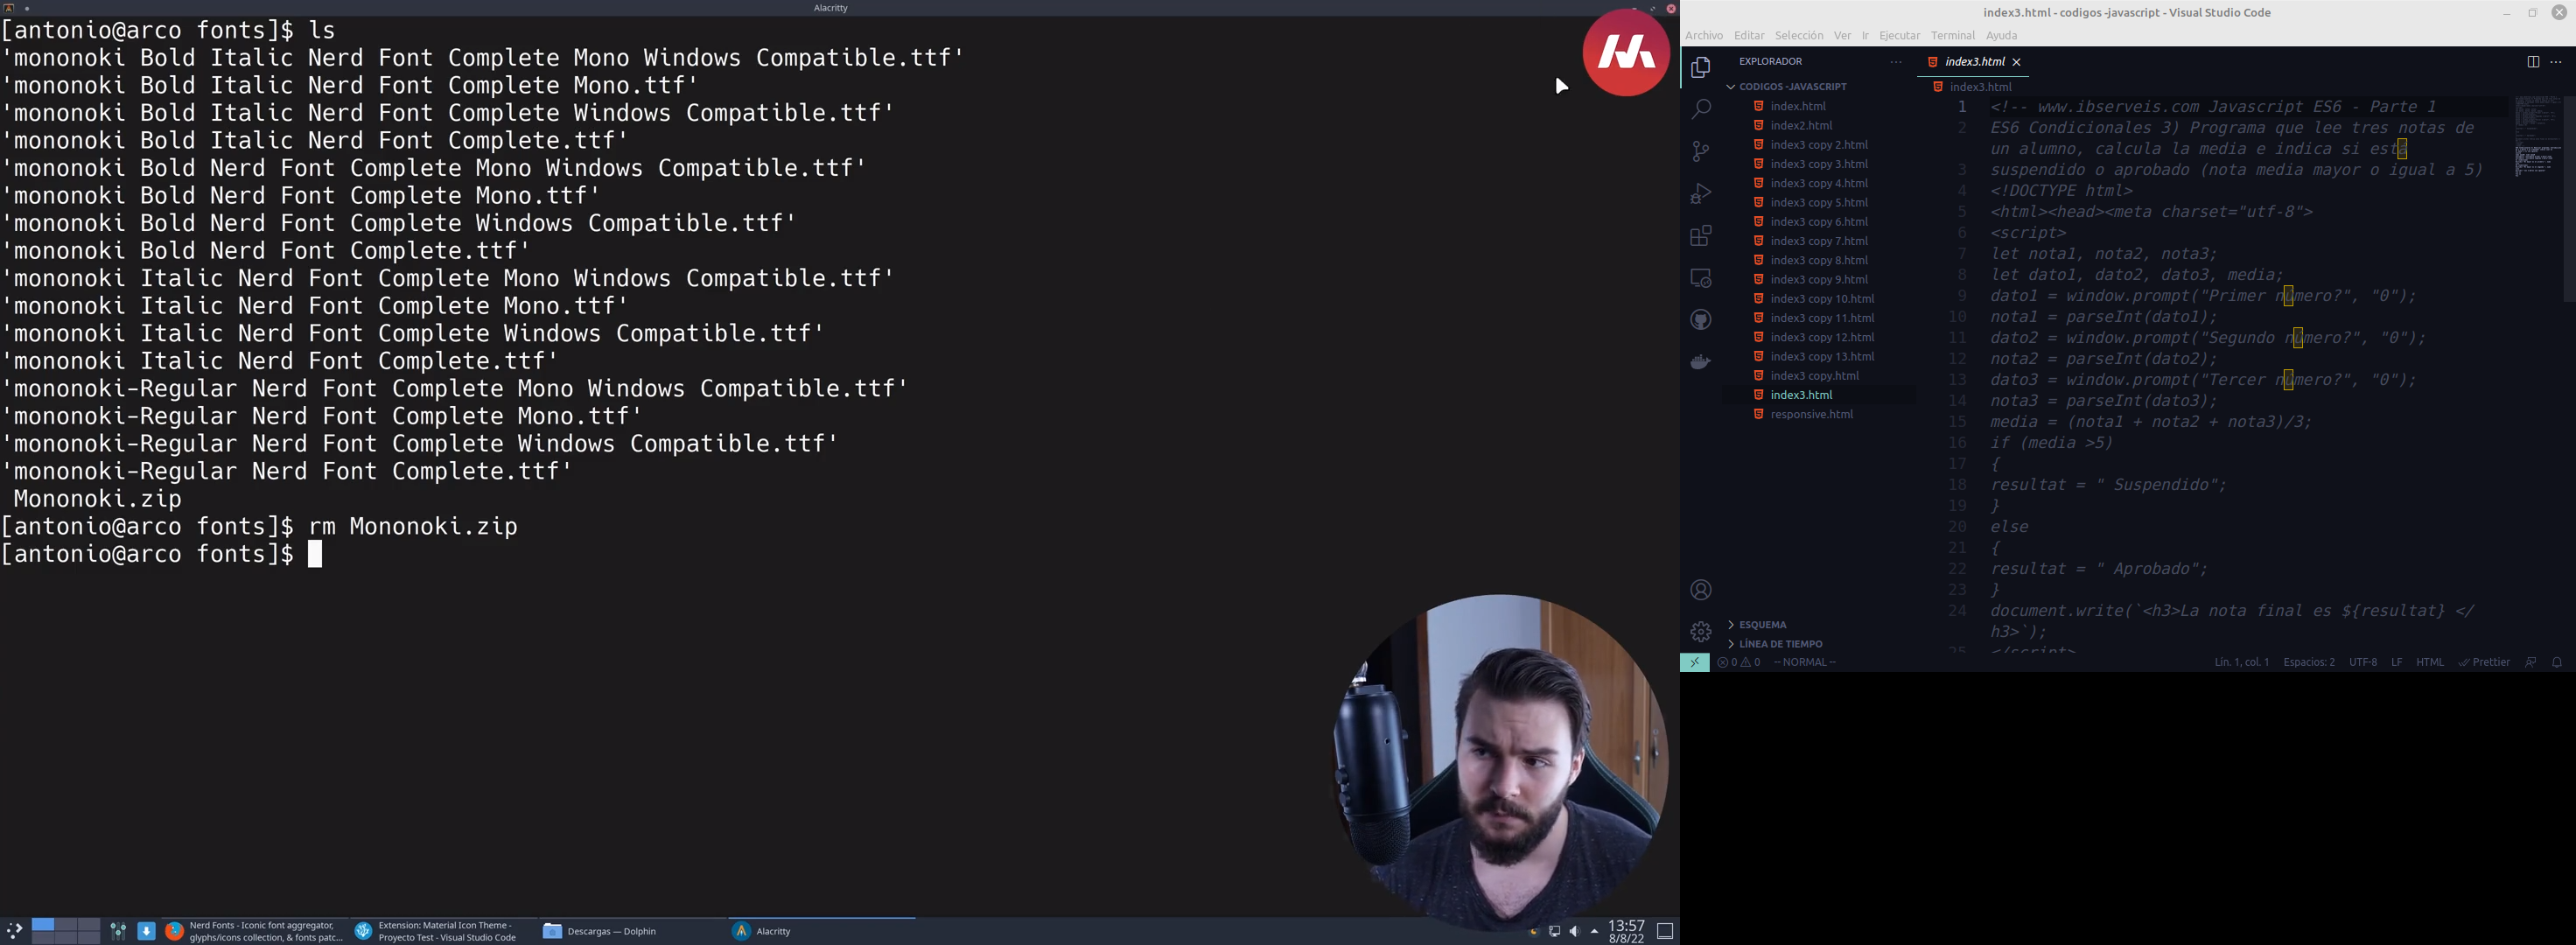 Alacritty
[antonio@arco fonts]$ ls
'mononoki Bold Italic Nerd Font Complete Mono Windows Compatible.ttf'
'mononoki Bold Italic Nerd Font Complete Mono.ttf'
'mononoki Bold Italic Nerd Font Complete Windows Compatible.ttf'
'mononoki Bold Italic Nerd Font Complete.ttf'
'mononoki Bold Nerd Font Complete Mono Windows Compatible.ttf'
'mononoki Bold Nerd Font Complete Mono.ttf'
'mononoki Bold Nerd Font Complete Windows Compatible.ttf'
'mononoki Bold Nerd Font Complete.ttf'
'mononoki Italic Nerd Font Complete Mono Windows Compatible.ttf'
'mononoki Italic Nerd Font Complete Mono.ttf'
'mononoki Italic Nerd Font Complete Windows Compatible.ttf'
'mononoki Italic Nerd Font Complete.ttf'
'mononoki-Regular Nerd Font Complete Mono Windows Compatible.ttf'
'mononoki-Regular Nerd Font Complete Mono.ttf'
'mononoki-Regular Nerd Font Complete Windows Compatible.ttf'
'mononoki-Regular Nerd Font Complete.ttf'
Mononoki.zip
[antonio@arco fonts]$ rm Mononoki.zip
[antonio@arco fonts]$
Nerd Fonts - Iconic font aggregator,
glyphs/icons collection, & fonts patc...
Extension: Material Icon Theme -
Proyecto Test - Visual Studio Code
Descargas — Dolphin
Alacritty
13:57
8/8/22
index3.html - codigos -javascript - Visual Studio Code
Archivo Editar Selección Ver Ir Ejecutar Terminal Ayuda
EXPLORADOR
CODIGOS -JAVASCRIPT
index.html
index2.html
index3 copy 2.html
index3 copy 3.html
index3 copy 4.html
index3 copy 5.html
index3 copy 6.html
index3 copy 7.html
index3 copy 8.html
index3 copy 9.html
index3 copy 10.html
index3 copy 11.html
index3 copy 12.html
index3 copy 13.html
index3 copy.html
index3.html
responsive.html
ESQUEMA
LÍNEA DE TIEMPO
index3.html
index3.html
1 <!-- www.ibserveis.com Javascript ES6 - Parte 1
2 ES6 Condicionales 3) Programa que lee tres notas de
un alumno, calcula la media e indica si está
3 suspendido o aprobado (nota media mayor o igual a 5)
4 <!DOCTYPE html>
5 <html><head><meta charset="utf-8">
6 <script>
7 let nota1, nota2, nota3;
8 let dato1, dato2, dato3, media;
9 dato1 = window.prompt("Primer número?", "0");
10 nota1 = parseInt(dato1);
11 dato2 = window.prompt("Segundo número?", "0");
12 nota2 = parseInt(dato2);
13 dato3 = window.prompt("Tercer número?", "0");
14 nota3 = parseInt(dato3);
15 media = (nota1 + nota2 + nota3)/3;
16 if (media >5)
17 {
18 resultat = " Suspendido";
19 }
20 else
21 {
22 resultat = " Aprobado";
23 }
24 document.write(`<h3>La nota final es ${resultat} </
h3>`);
25 </script>
0 0 -- NORMAL --
Lín. 1, col. 1 Espacios: 2 UTF-8 LF HTML Prettier